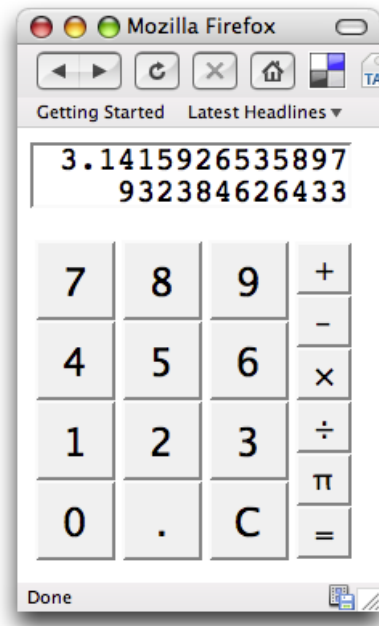 Mozilla Firefox
TA
Getting Started Latest Headlines ▾
3.1415926535897
932384626433
7 8 9 +
-
4 5 6 ×
1 2 3 ÷
π
0 . C =
Done